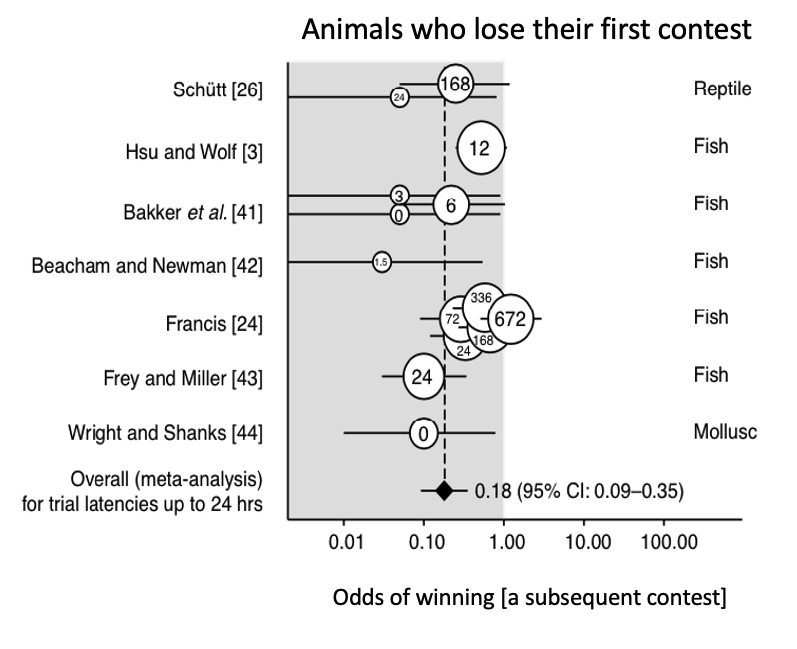 Animals who lose their first contest
Schütt [26]
168
24
Reptile
Hsu and Wolf [3]
12
Fish
Bakker et al. [41]
3
6
0
Fish
Beacham and Newman [42]
1.5
Fish
Francis [24]
336
72
672
168
24
Fish
Frey and Miller [43]
24
Fish
Wright and Shanks [44]
0
Mollusc
Overall (meta-analysis)
for trial latencies up to 24 hrs
0.18 (95% CI: 0.09–0.35)
0.01 0.10 1.00 10.00 100.00
Odds of winning [a subsequent contest]